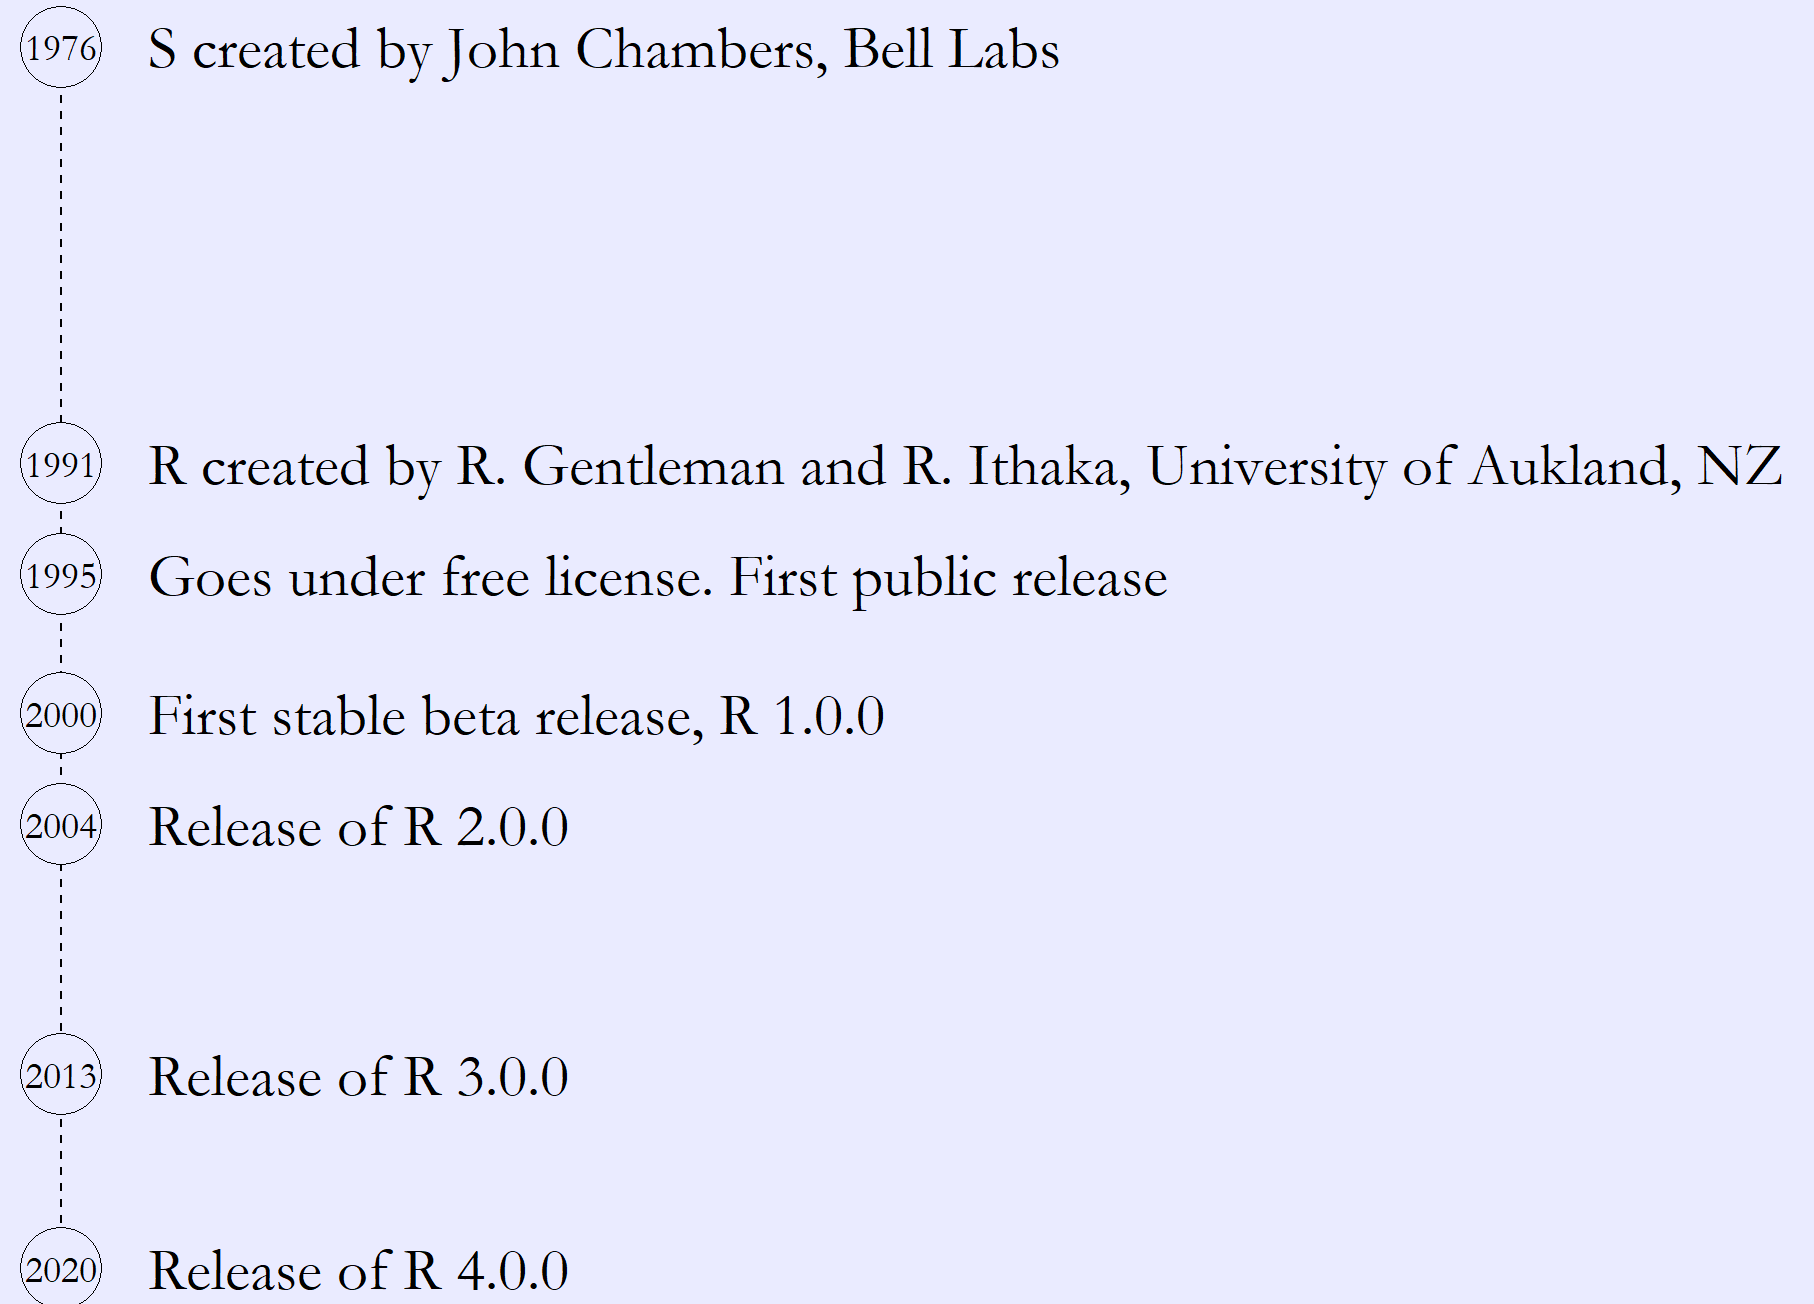 1976 S created by John Chambers, Bell Labs
1991 R created by R. Gentleman and R. Ithaka, University of Aukland, NZ
1995 Goes under free license. First public release
2000 First stable beta release, R 1.0.0
2004 Release of R 2.0.0
2013 Release of R 3.0.0
2020 Release of R 4.0.0